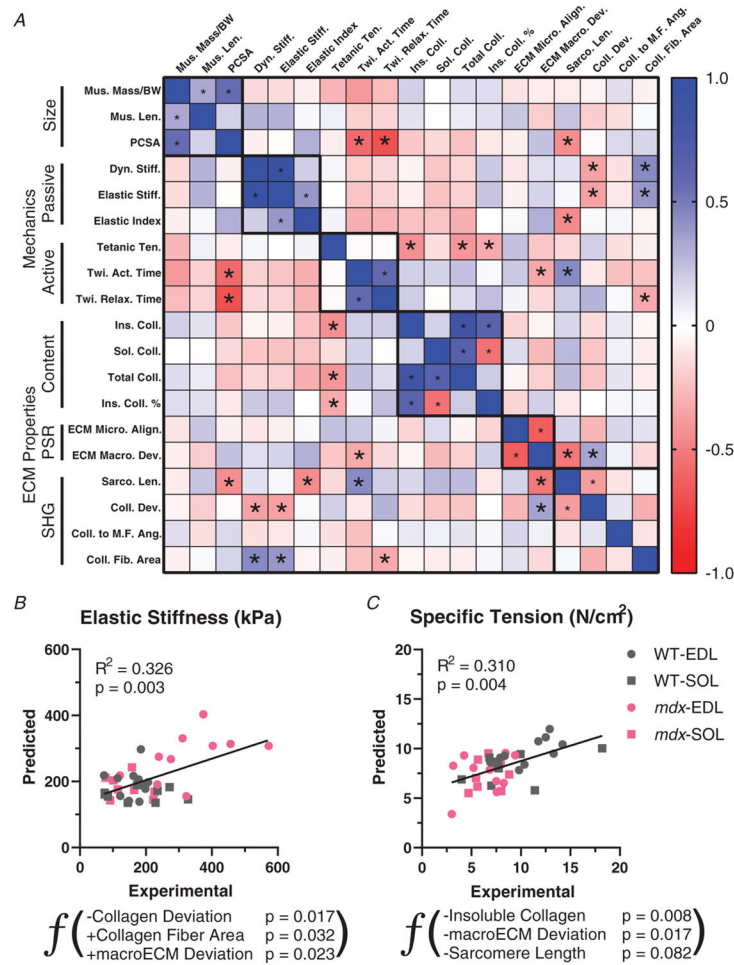 A
Mus. Mass/BW
Mus. Len.
PCSA
Dyn. Stiff.
Elastic Stiff.
Elastic Index
Tetanic Ten.
Twi. Act. Time
Twi. Relax. Time
Ins. Coll.
Sol. Coll.
Total Coll.
Ins. Coll. %
ECM Micro. Align.
ECM Macro. Dev.
Sarco. Len.
Coll. Dev.
Coll. to M.F. Ang.
Coll. Fib. Area
Size
Mus. Mass/BW
Mus. Len.
PCSA
Mechanics
Passive
Dyn. Stiff.
Elastic Stiff.
Elastic Index
Active
Tetanic Ten.
Twi. Act. Time
Twi. Relax. Time
ECM Properties
Content
Ins. Coll.
Sol. Coll.
Total Coll.
Ins. Coll. %
PSR
ECM Micro. Align.
ECM Macro. Dev.
SHG
Sarco. Len.
Coll. Dev.
Coll. to M.F. Ang.
Coll. Fib. Area
1.0
0.5
0
-0.5
-1.0
B
Elastic Stiffness (kPa)
R² = 0.326
p = 0.003
Predicted
600
400
200
0
0 200 400 600
Experimental
f(-Collagen Deviation p = 0.017
+Collagen Fiber Area p = 0.032
+macroECM Deviation p = 0.023)
C
Specific Tension (N/cm²)
R² = 0.310
p = 0.004
Predicted
20
15
10
5
0
0 5 10 15 20
Experimental
f(-Insoluble Collagen p = 0.008
-macroECM Deviation p = 0.017
-Sarcomere Length p = 0.082)
WT-EDL
WT-SOL
mdx-EDL
mdx-SOL